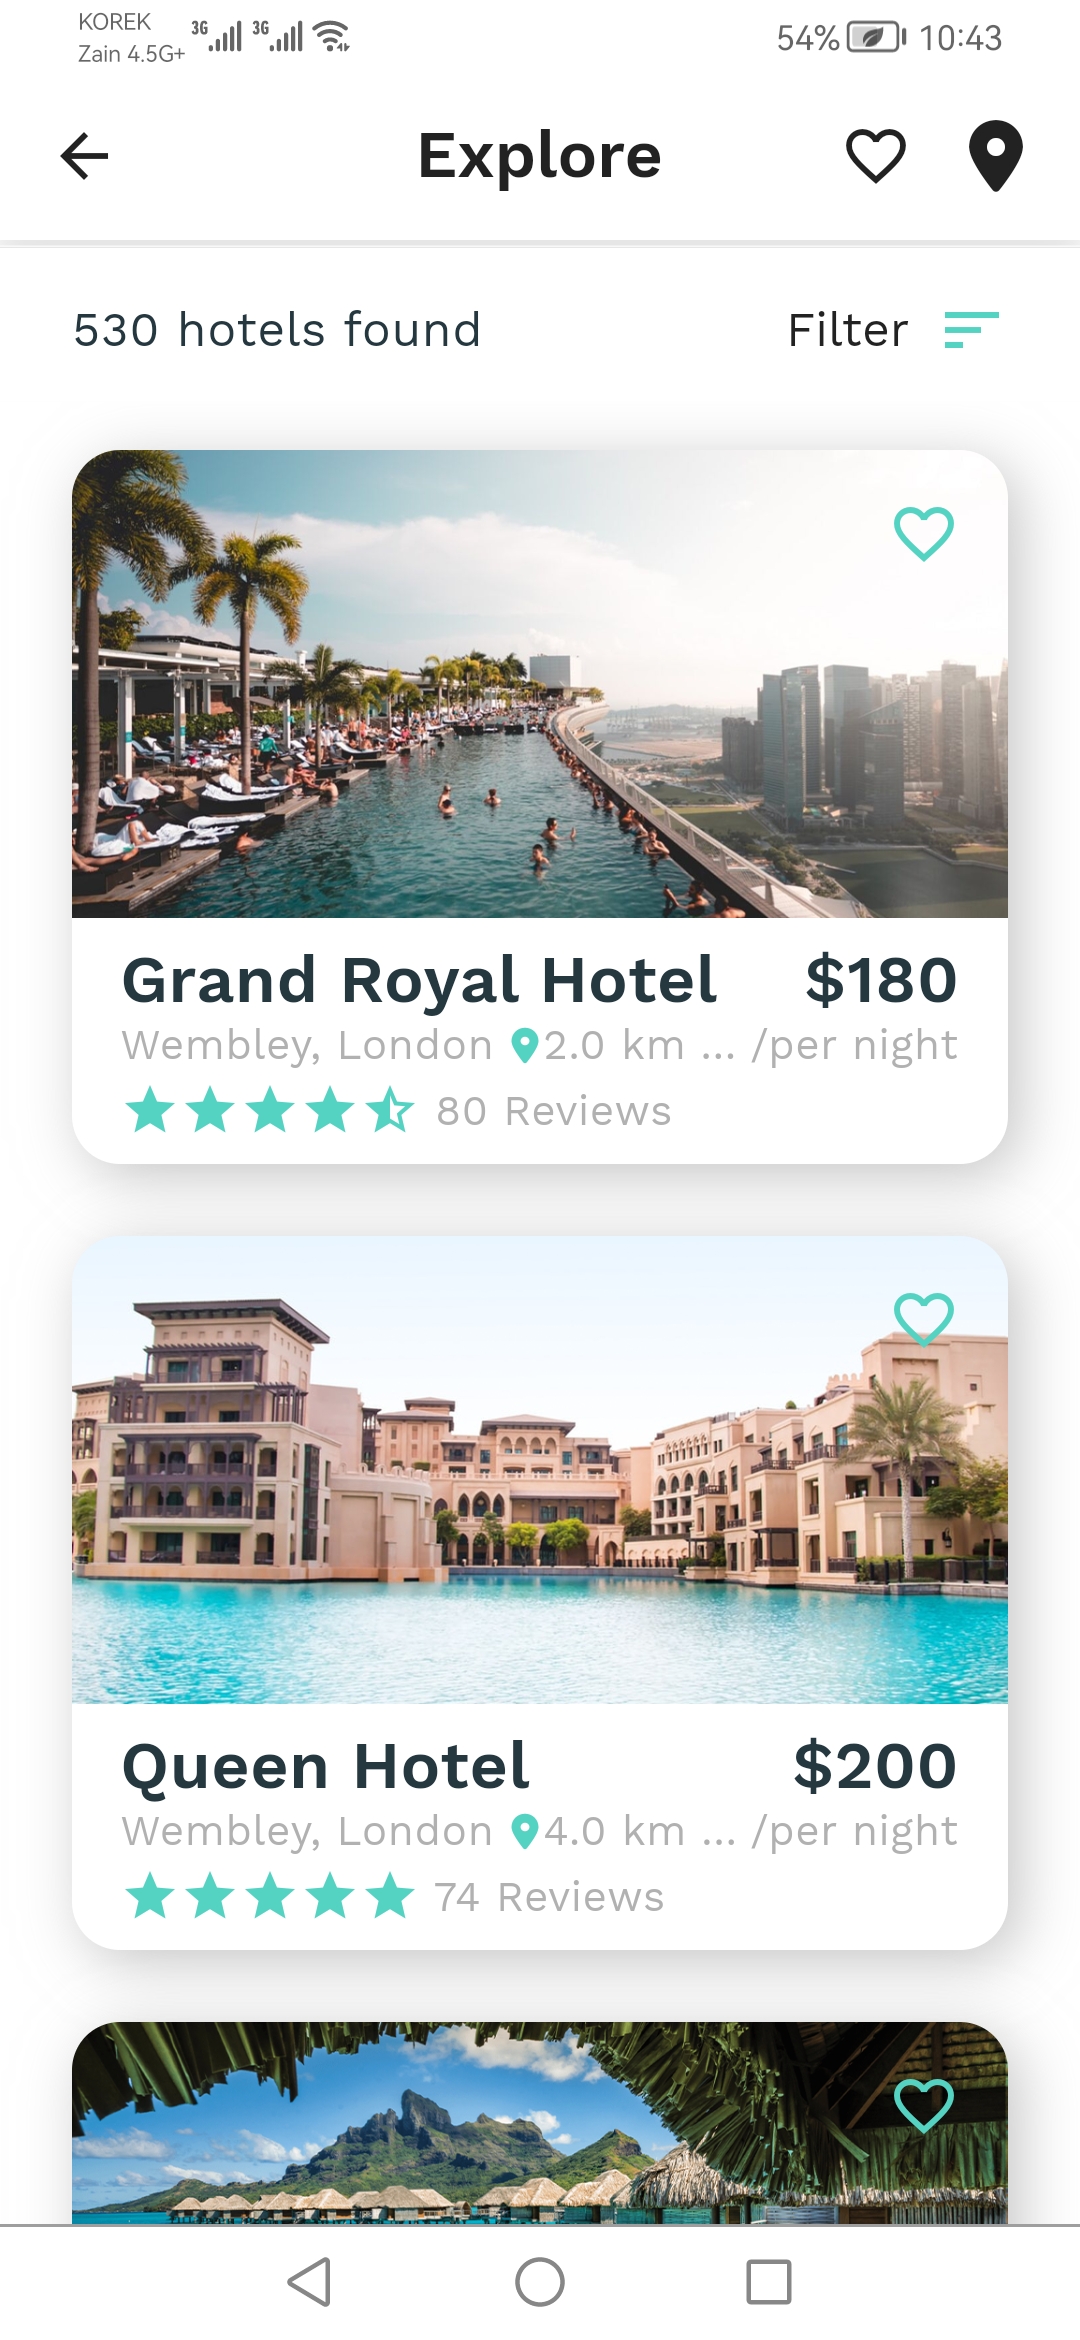 KOREK
Zain 4.5G+
3G 3G
54% 10:43
Explore
530 hotels found
Filter
Grand Royal Hotel $180
Wembley, London 2.0 km ... /per night
80 Reviews
Queen Hotel $200
Wembley, London 4.0 km ... /per night
74 Reviews